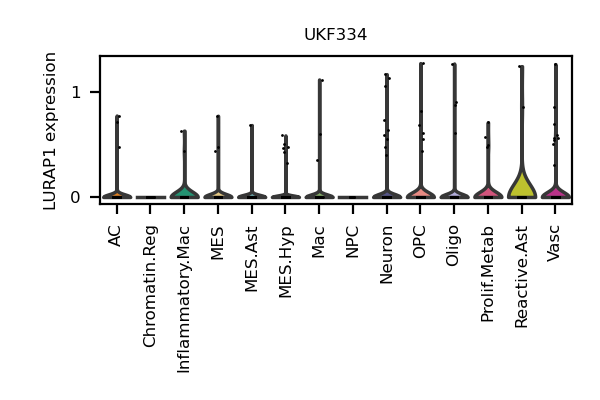 UKF334
LURAP1 expression
1
0
AC
Chromatin.Reg
Inflammatory.Mac
MES
MES.Ast
MES.Hyp
Mac
NPC
Neuron
OPC
Oligo
Prolif.Metab
Reactive.Ast
Vasc